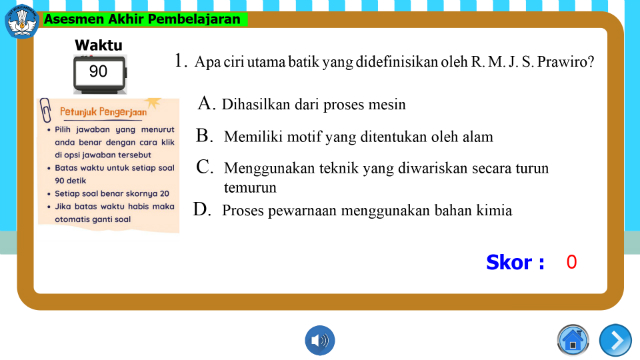 Asesmen Akhir Pembelajaran
Waktu
90
Petunjuk Pengerjaan
• Pilih jawaban yang menurut
anda benar dengan cara klik
di opsi jawaban tersebut
• Batas waktu untuk setiap soal
90 detik
• Setiap soal benar skornya 20
• Jika batas waktu habis maka
otomatis ganti soal
1. Apa ciri utama batik yang didefinisikan oleh R. M. J. S. Prawiro?
A. Dihasilkan dari proses mesin
B. Memiliki motif yang ditentukan oleh alam
C. Menggunakan teknik yang diwariskan secara turun
temurun
D. Proses pewarnaan menggunakan bahan kimia
Skor : 0